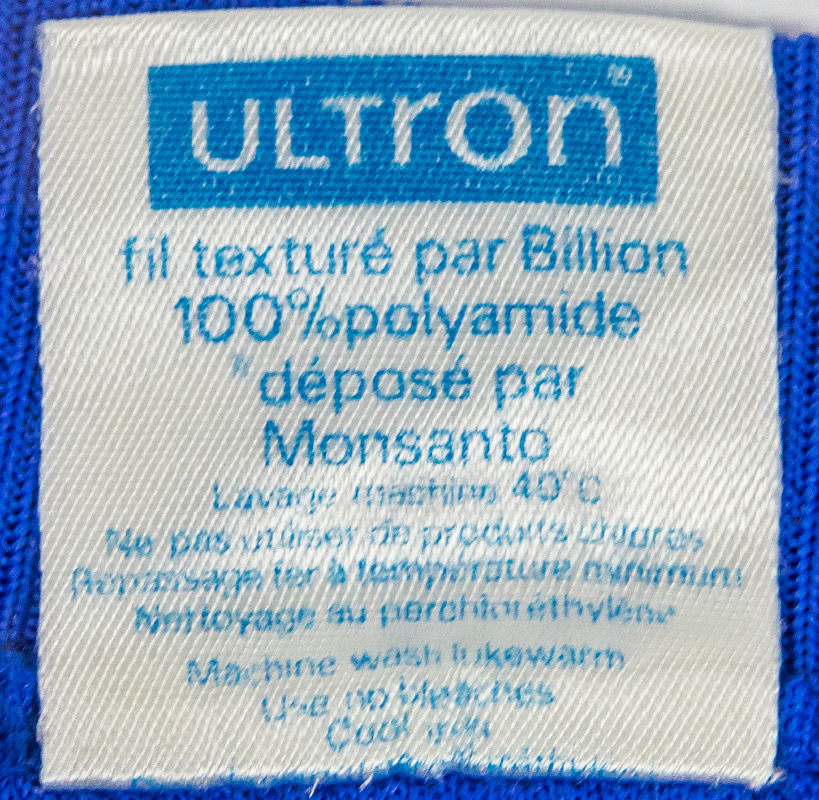 ULTron®
fil texturé par Billion
100% polyamide
déposé par
Monsanto
Lavage machine 40°C
Ne pas utiliser de produits chlorés
Repassage fer à température minimum
Nettoyage au perchloréthylène
Machine wash lukewarm
Use no bleaches
Cool iron